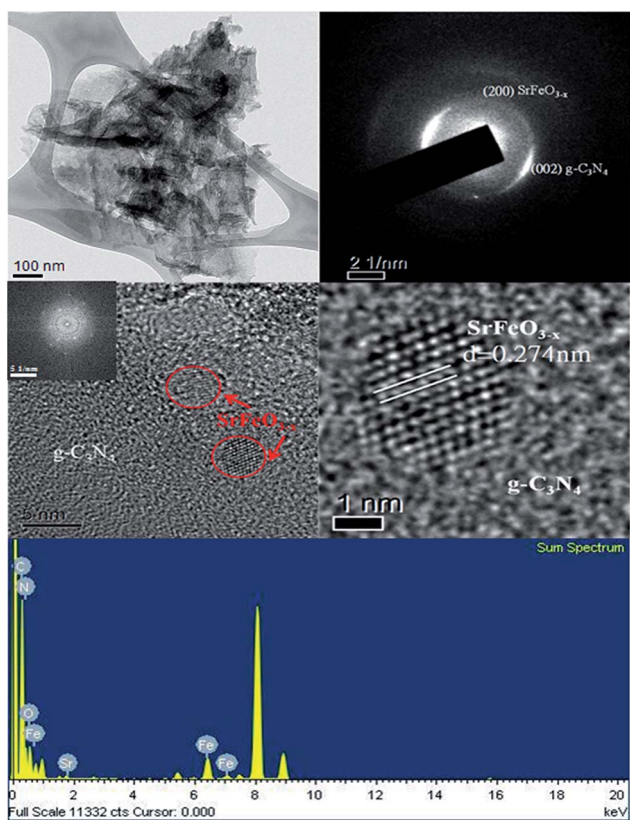 100 nm
(200) SrFeO₃₋ₓ
(002) g-C₃N₄
2 1/nm
5 1/nm
SrFeO₃₋ₓ
g-C₃N₄
5 nm
SrFeO₃₋ₓ
d=0.274nm
g-C₃N₄
1 nm
Sum Spectrum
C
N
O
Fe
Sr
Fe
Fe
0 2 4 6 8 10 12 14 16 18 20
Full Scale 11332 cts Cursor: 0.000 keV